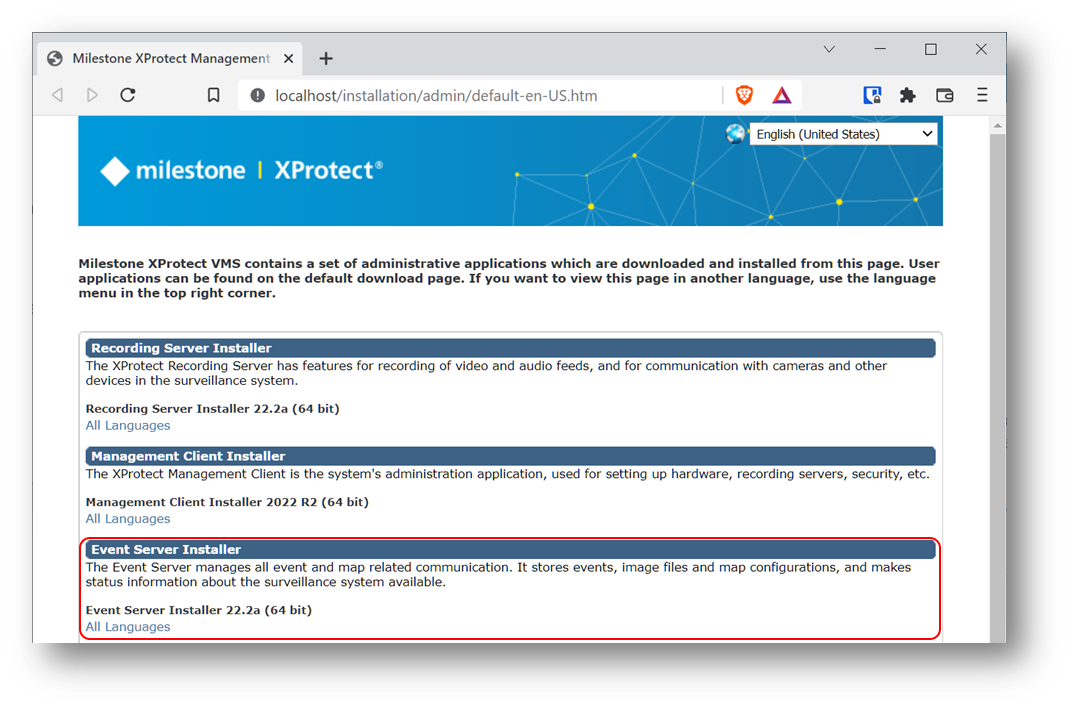 Milestone XProtect Management
localhost/installation/admin/default-en-US.htm
English (United States)
milestone | XProtect®
Milestone XProtect VMS contains a set of administrative applications which are downloaded and installed from this page. User
applications can be found on the default download page. If you want to view this page in another language, use the language
menu in the top right corner.
Recording Server Installer
The XProtect Recording Server has features for recording of video and audio feeds, and for communication with cameras and other
devices in the surveillance system.
Recording Server Installer 22.2a (64 bit)
All Languages
Management Client Installer
The XProtect Management Client is the system's administration application, used for setting up hardware, recording servers, security, etc.
Management Client Installer 2022 R2 (64 bit)
All Languages
Event Server Installer
The Event Server manages all event and map related communication. It stores events, image files and map configurations, and makes
status information about the surveillance system available.
Event Server Installer 22.2a (64 bit)
All Languages